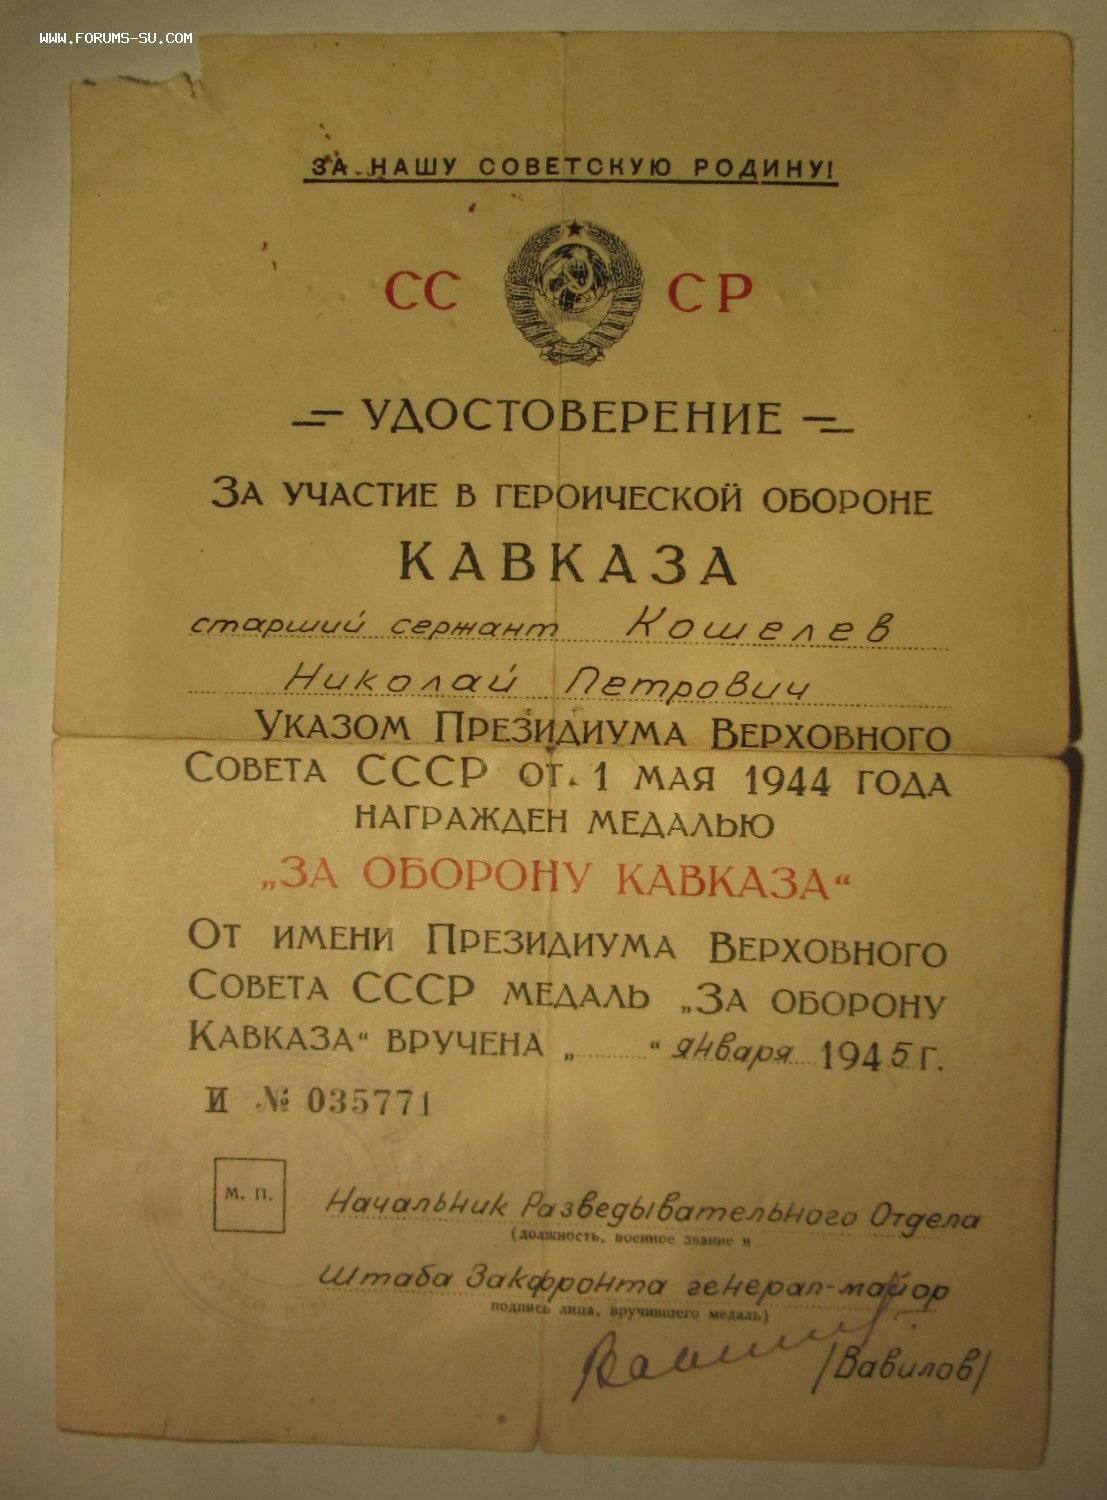 WWW.FORUMS-SU.COM
ЗА НАШУ СОВЕТСКУЮ РОДИНУ!
СС СР
УДОСТОВЕРЕНИЕ
ЗА УЧАСТИЕ В ГЕРОИЧЕСКОЙ ОБОРОНЕ
КАВКАЗА
старший сержант Кошелев
Николай Петрович
УКАЗОМ ПРЕЗИДИУМА ВЕРХОВНОГО
СОВЕТА СССР ОТ 1 МАЯ 1944 ГОДА
НАГРАЖДЕН МЕДАЛЬЮ
„ЗА ОБОРОНУ КАВКАЗА“
ОТ ИМЕНИ ПРЕЗИДИУМА ВЕРХОВНОГО
СОВЕТА СССР МЕДАЛЬ „ЗА ОБОРОНУ
КАВКАЗА“ ВРУЧЕНА „ “ января 1945 Г.
И № 035771
М. П.
Начальник Разведывательного Отдела
(должность, военное звание и
Штаба Закфронта генерал-майор
подпись лица, вручившего медаль)
/Вавилов/